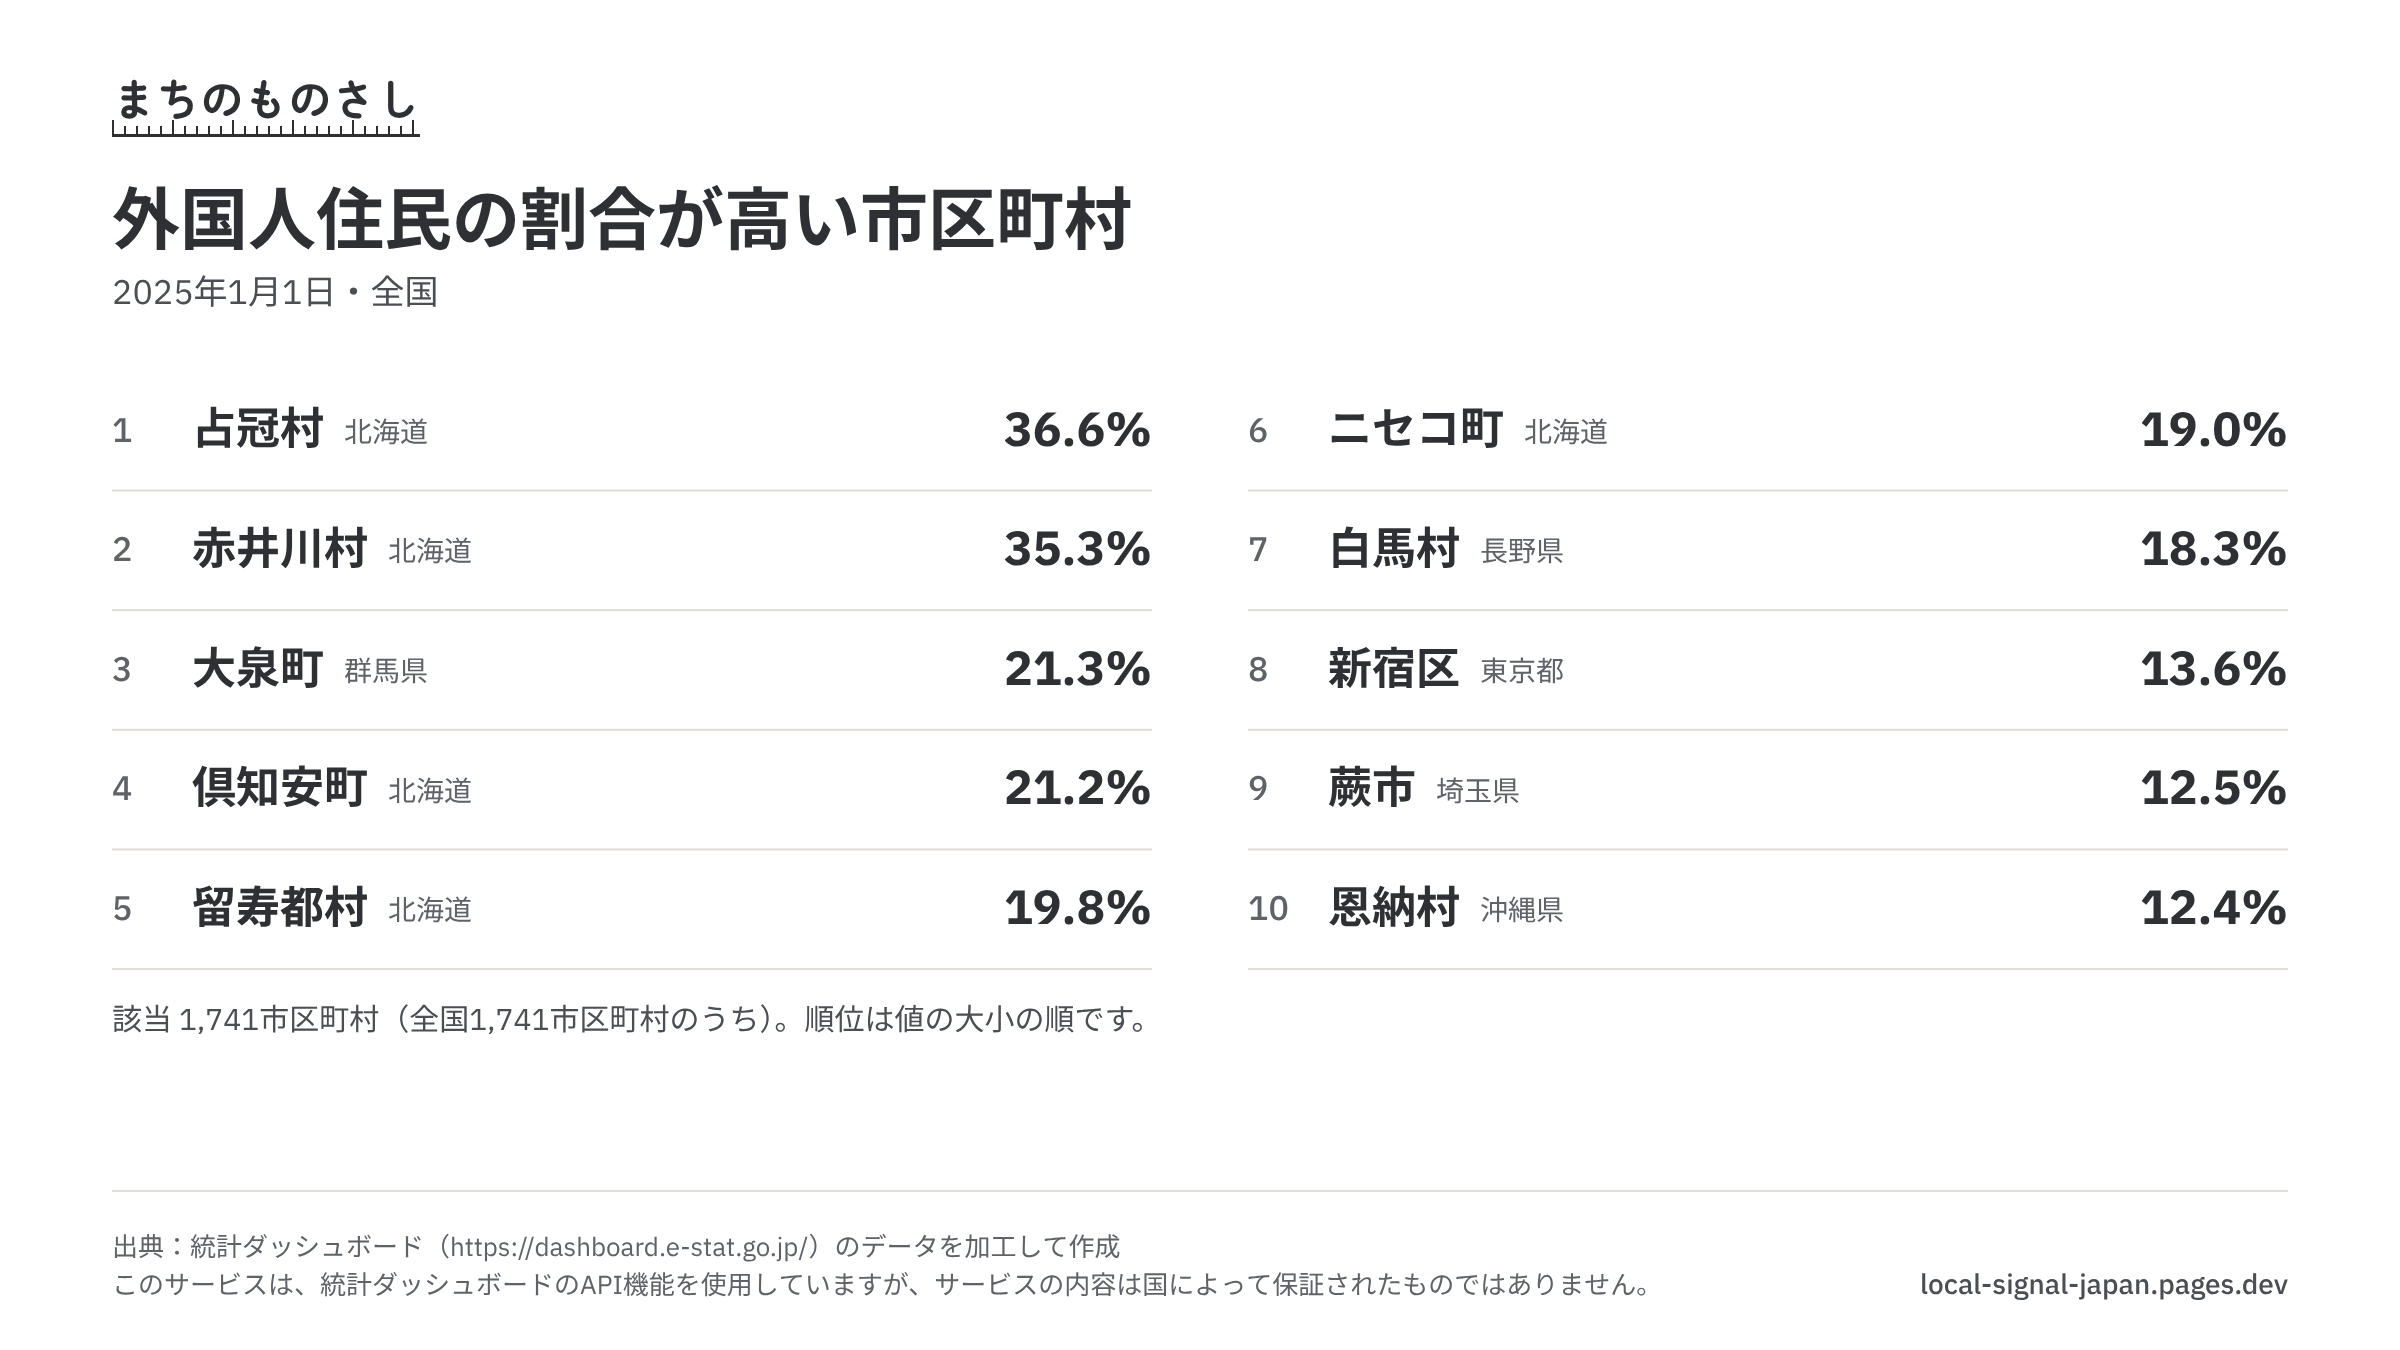 まちのものさし
外国人住民の割合が高い市区町村
2025年1月1日・全国
1 占冠村 北海道 36.6%
2 赤井川村 北海道 35.3%
3 大泉町 群馬県 21.3%
4 倶知安町 北海道 21.2%
5 留寿都村 北海道 19.8%
6 ニセコ町 北海道 19.0%
7 白馬村 長野県 18.3%
8 新宿区 東京都 13.6%
9 蕨市 埼玉県 12.5%
10 恩納村 沖縄県 12.4%
該当 1,741市区町村（全国1,741市区町村のうち）。順位は値の大小の順です。
出典：統計ダッシュボード（https://dashboard.e-stat.go.jp/）のデータを加工して作成
このサービスは、統計ダッシュボードのAPI機能を使用していますが、サービスの内容は国によって保証されたものではありません。
local-signal-japan.pages.dev